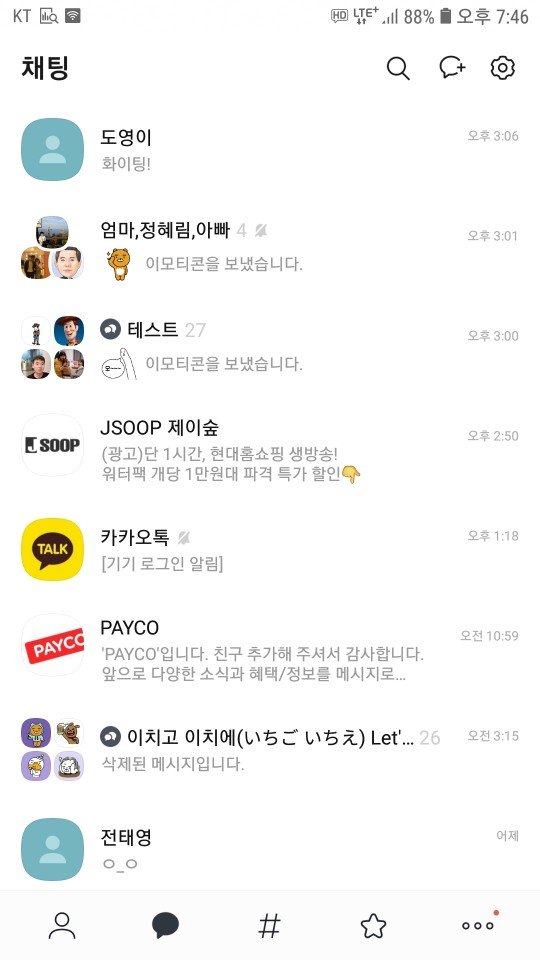 KT HD LTE+ 88% 오후 7:46
채팅
도영이 오후 3:06
화이팅!
엄마,정혜림,아빠 4 오후 3:01
이모티콘을 보냈습니다.
테스트 27 오후 3:00
이모티콘을 보냈습니다.
JSOOP
JSOOP 제이숲 오후 2:50
(광고)단 1시간, 현대홈쇼핑 생방송!
워터팩 개당 1만원대 파격 특가 할인👇
TALK
카카오톡 오후 1:18
[기기 로그인 알림]
PAYCO
PAYCO 오전 10:59
'PAYCO'입니다. 친구 추가해 주셔서 감사합니다.
앞으로 다양한 소식과 혜택/정보를 메시지로...
이치고 이치에(いちご いちえ) Let'... 26 오전 3:15
삭제된 메시지입니다.
전태영 어제
ㅇ_ㅇ